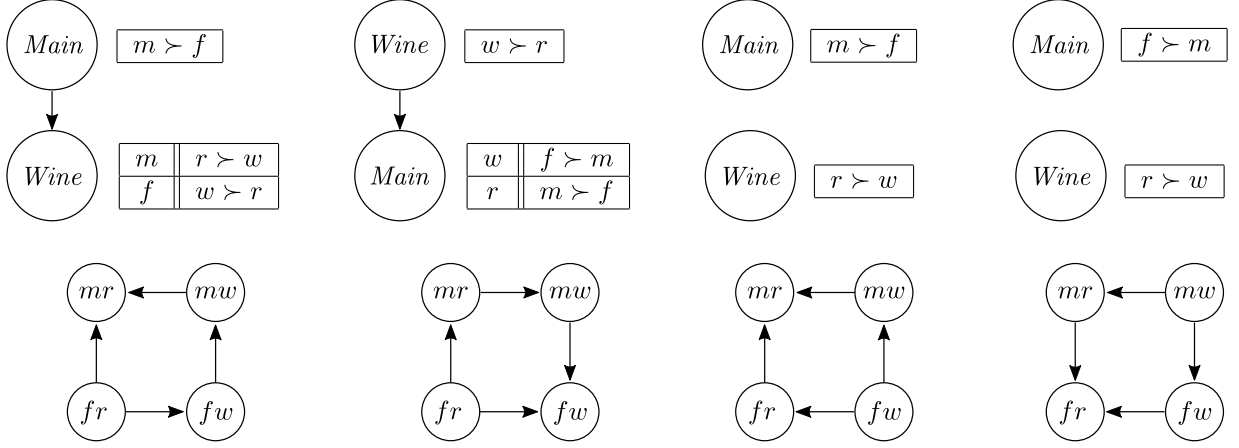 Main m ≻ f Wine w ≻ r Main m ≻ f Main f ≻ m
Wine m r ≻ w Main w f ≻ m Wine r ≻ w Wine r ≻ w
f w ≻ r r m ≻ f
mr mw mr mw mr mw mr mw
fr fw fr fw fr fw fr fw